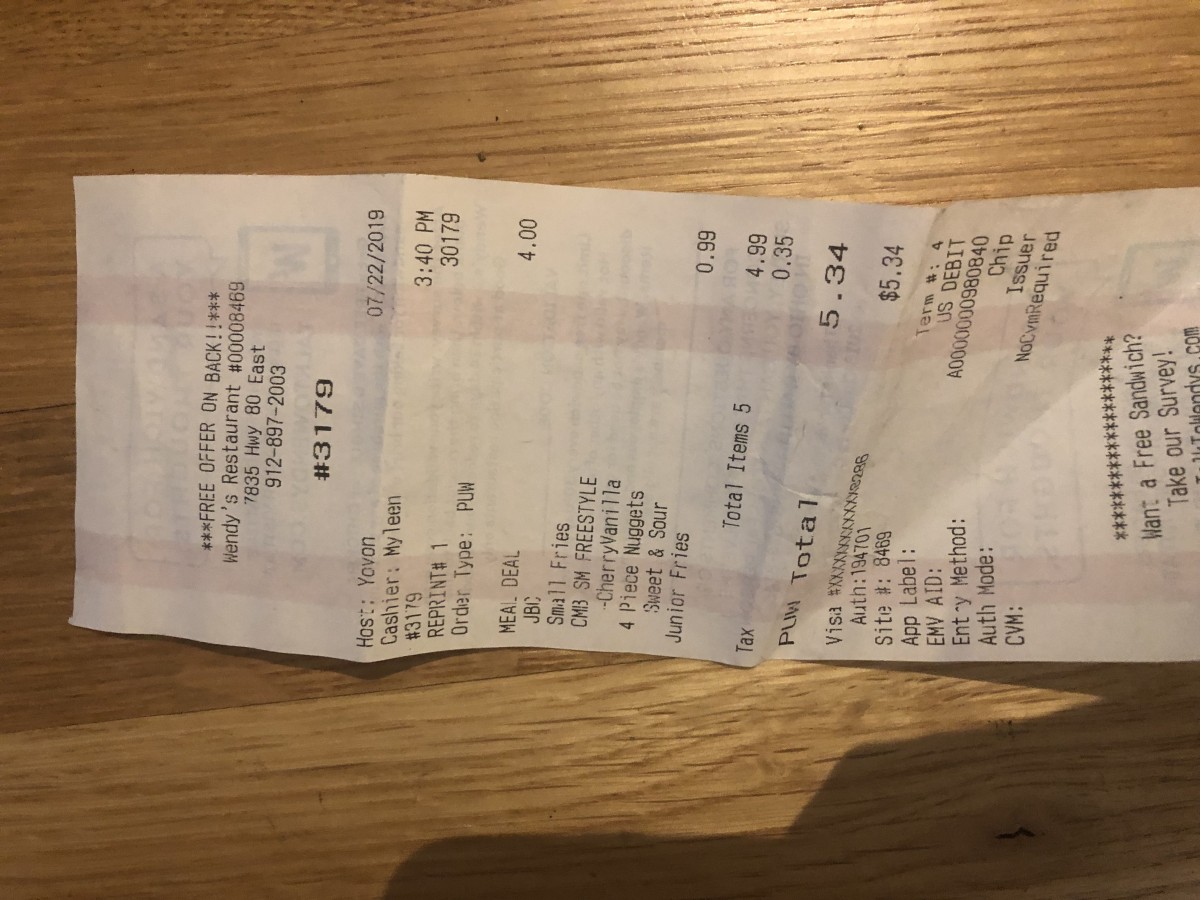 ***FREE OFFER ON BACK!!***
Wendy's Restaurant #00008469
7835 Hwy 80 East
912-897-2003
#3179
Host: Yovon 07/22/2019
Cashier: Myleen
#3179 3:40 PM
REPRINT# 1 30179
Order Type: PUW
MEAL DEAL 4.00
JBC
Small Fries
CMB SM FREESTYLE
-CherryVanilla
4 Piece Nuggets
Sweet & Sour
Junior Fries 0.99
Total Items 5 4.99
Tax 0.35
PUW Total 5.34
Visa #XXXXXXXXXXXX0286 $5.34
Auth:194701
Site #: 8469 Term #: 4
App Label: US DEBIT
EMV AID: A0000000980840
Entry Method: Chip
Auth Mode: Issuer
CVM: NoCvmRequired
*************************
Want a Free Sandwich?
Take our Survey!